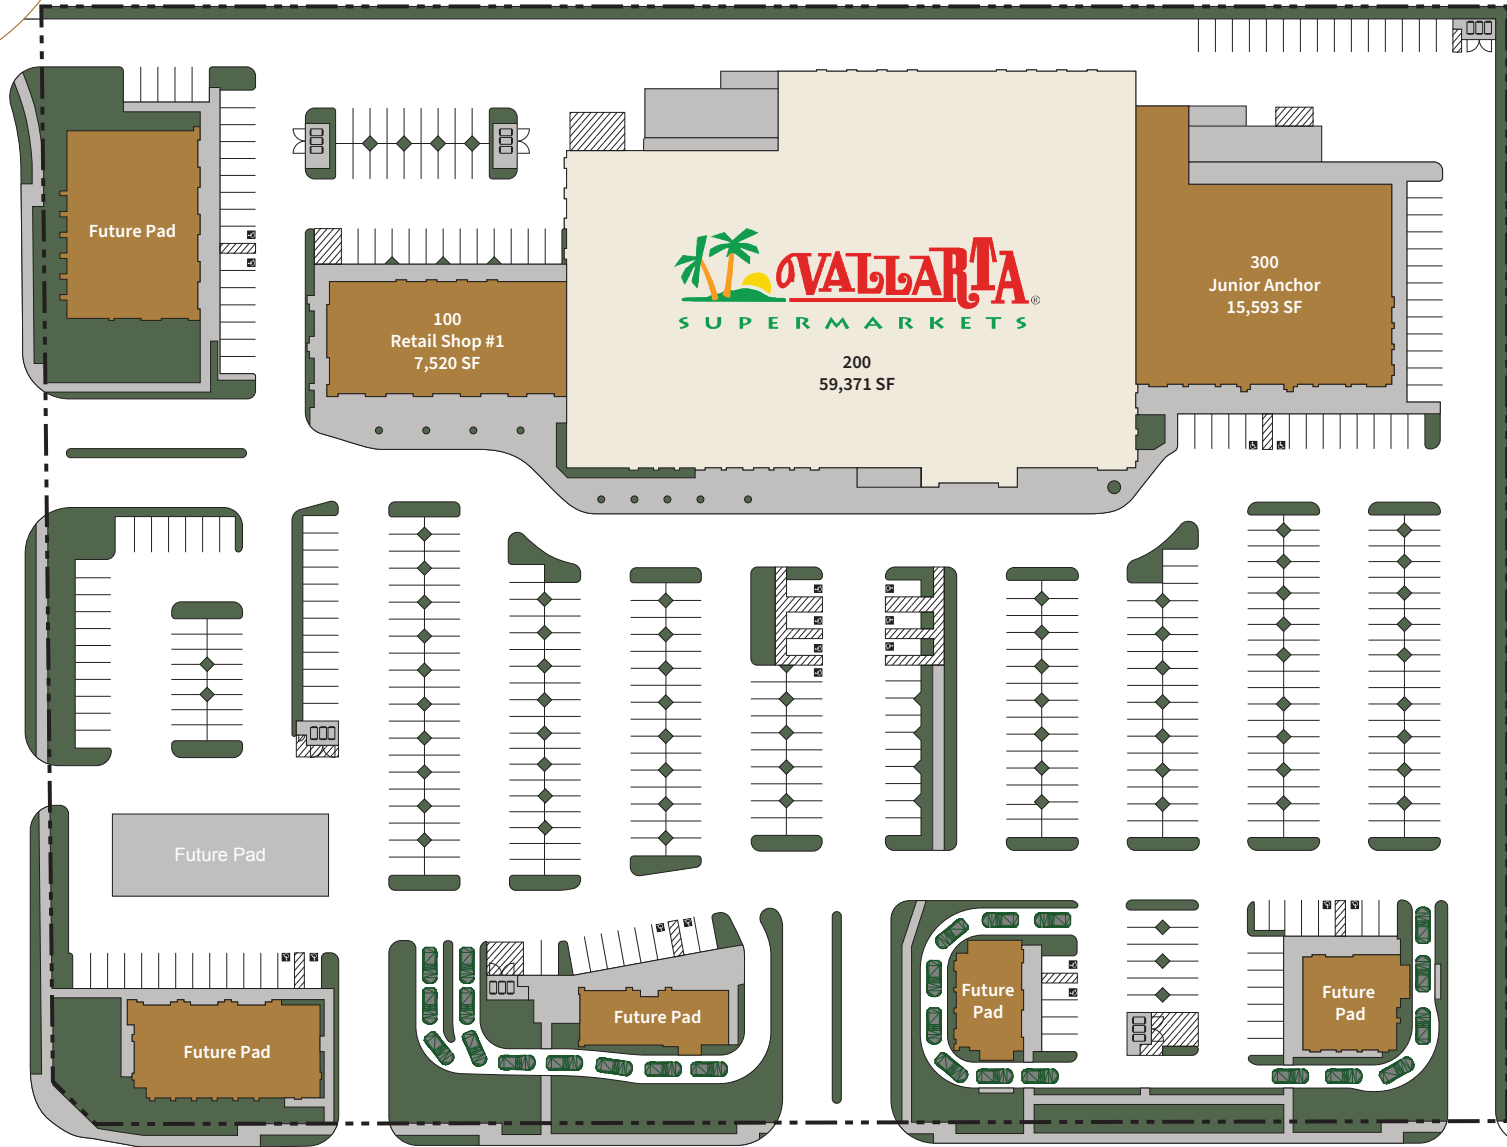 Future Pad
VALLARTA®
SUPERMARKETS
200
59,371 SF
300
Junior Anchor
15,593 SF
100
Retail Shop #1
7,520 SF
Future Pad
Future Pad
Future Pad
Future
Pad
Future
Pad